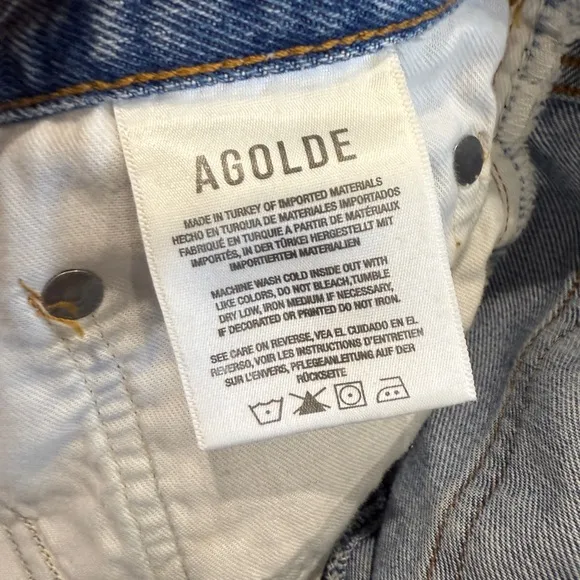 AGOLDE
MADE IN TURKEY OF IMPORTED MATERIALS
HECHO EN TURQUIA DE MATERIALES IMPORTADOS
FABRIQUÉ EN TURQUIE A PARTIR DE MATÉRIAUX
IMPORTÉS, IN DER TÜRKEI HERGESTELLT MIT
IMPORTIERTEN MATERIALIEN
MACHINE WASH COLD INSIDE OUT WITH
LIKE COLORS, DO NOT BLEACH,TUMBLE
DRY LOW, IRON MEDIUM IF NECESSARY,
IF DECORATED OR PRINTED DO NOT IRON.
SEE CARE ON REVERSE, VEA EL CUIDADO EN EL
REVERSO, VOIR LES INSTRUCTIONS D'ENTRETIEN
SUR L'ENVERS, PFLEGEANLEITUNG AUF DER
RÜCKSEITE